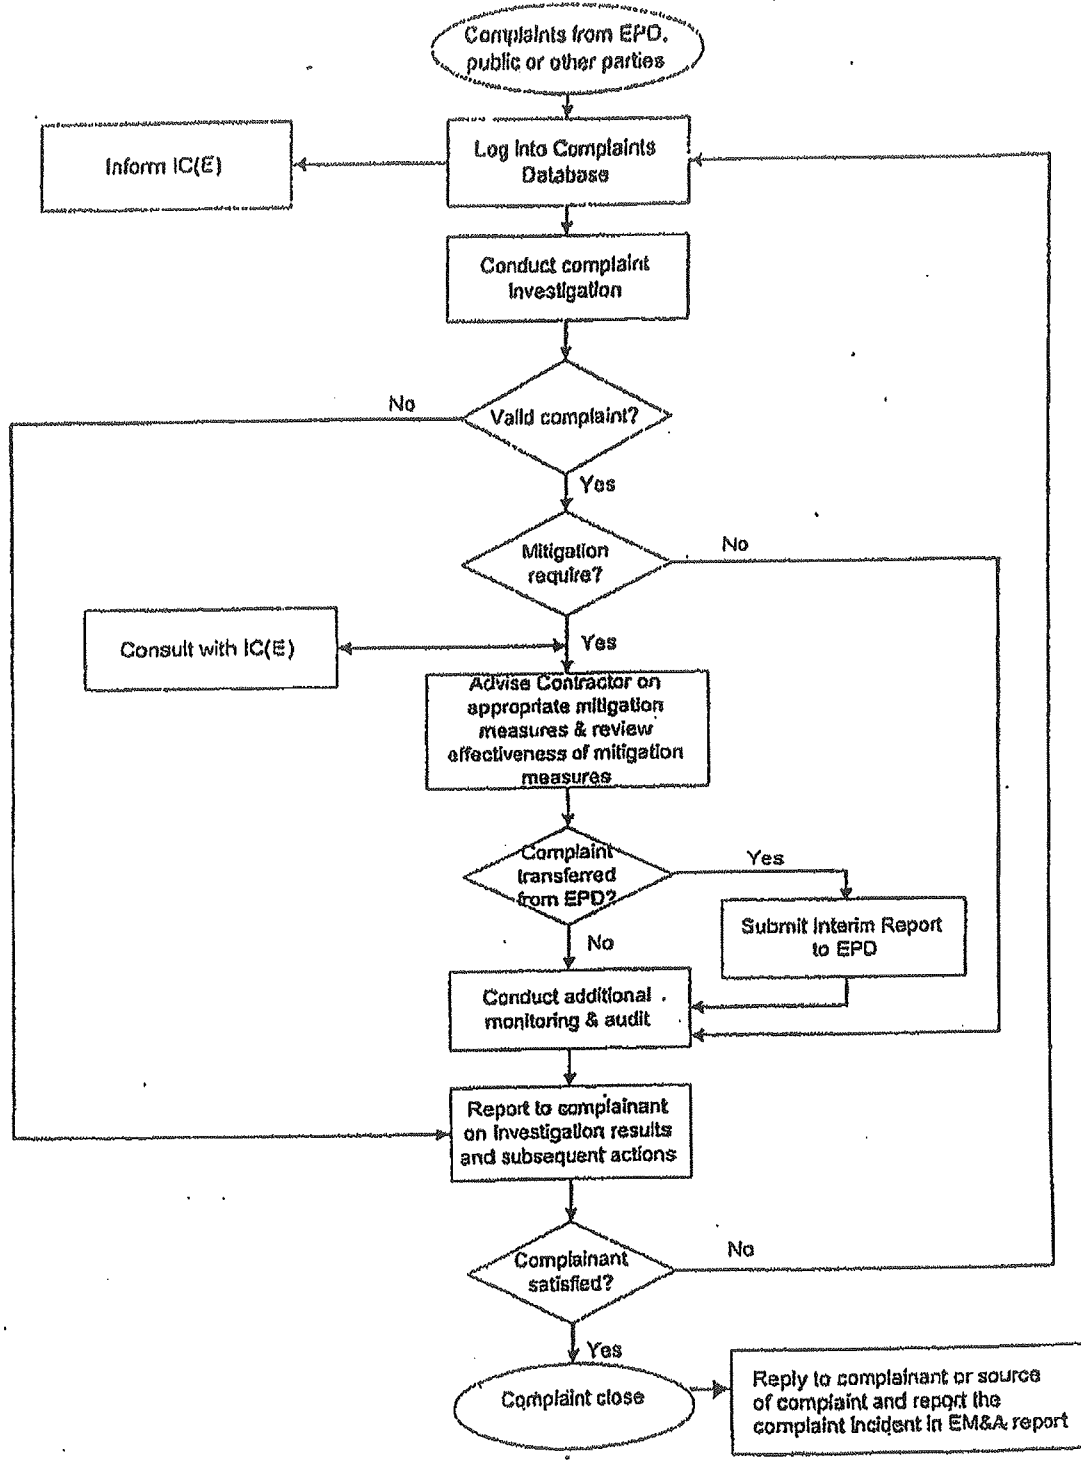 Complaints from EPD,
public or other parties
Inform IC(E)
Log into Complaints
Database
Conduct complaint
Investigation
No
Valid complaint?
Yes
Mitigation
require?
No
Consult with IC(E)
Yes
Advise Contractor on
appropriate mitigation
measures & review
effectiveness of mitigation
measures
Complaint
transferred
from EPD?
Yes
Submit Interim Report
to EPD
No
Conduct additional
monitoring & audit
Report to complainant
on investigation results
and subsequent actions
Complainant
satisfied?
No
Yes
Complaint close
Reply to complainant or source
of complaint and report the
complaint incident in EM&A report